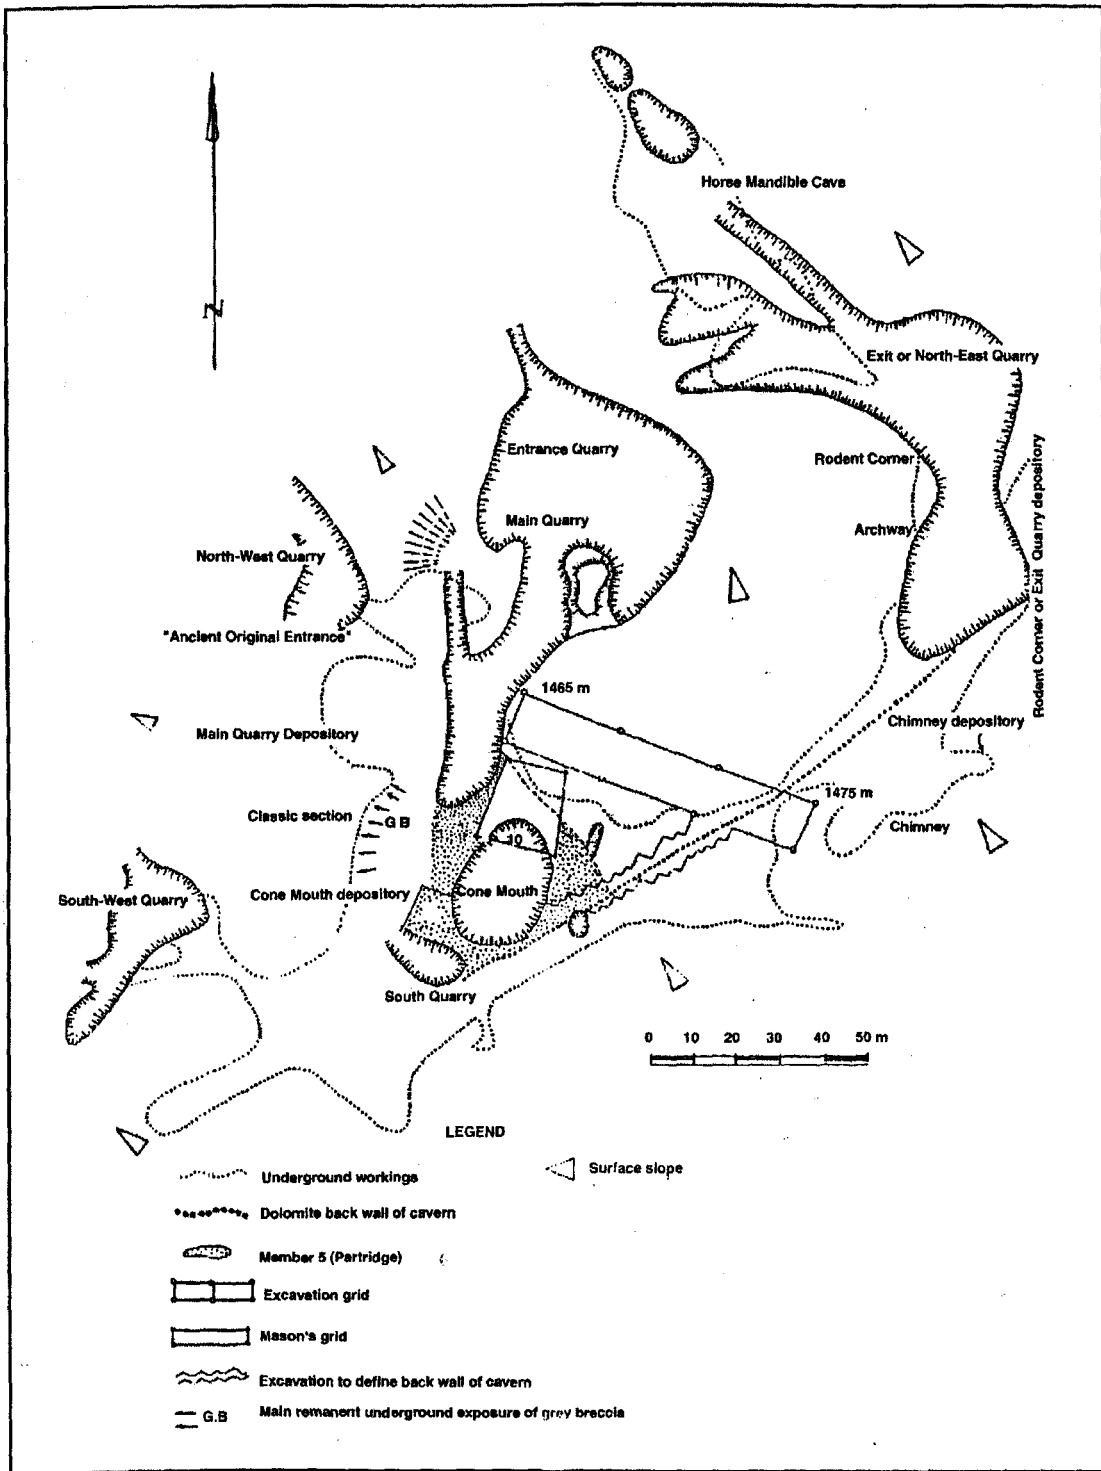 Horse Mandible Cave
N
Exit or North-East Quarry
Entrance Quarry
Rodent Corner
Rodent Corner or Exit Quarry depository
Main Quarry
Archway
North-West Quarry
"Ancient Original Entrance"
1465 m
Main Quarry Depository
Chimney depository
1475 m
Classic section
G B
Chimney
10
Cone Mouth depository
Cone Mouth
South-West Quarry
South Quarry
0 10 20 30 40 50 m
LEGEND
Underground workings
Surface slope
Dolomite back wall of cavern
Member 5 (Partridge)
Excavation grid
Mason's grid
Excavation to define back wall of cavern
G.B Main remanent underground exposure of grey breccia